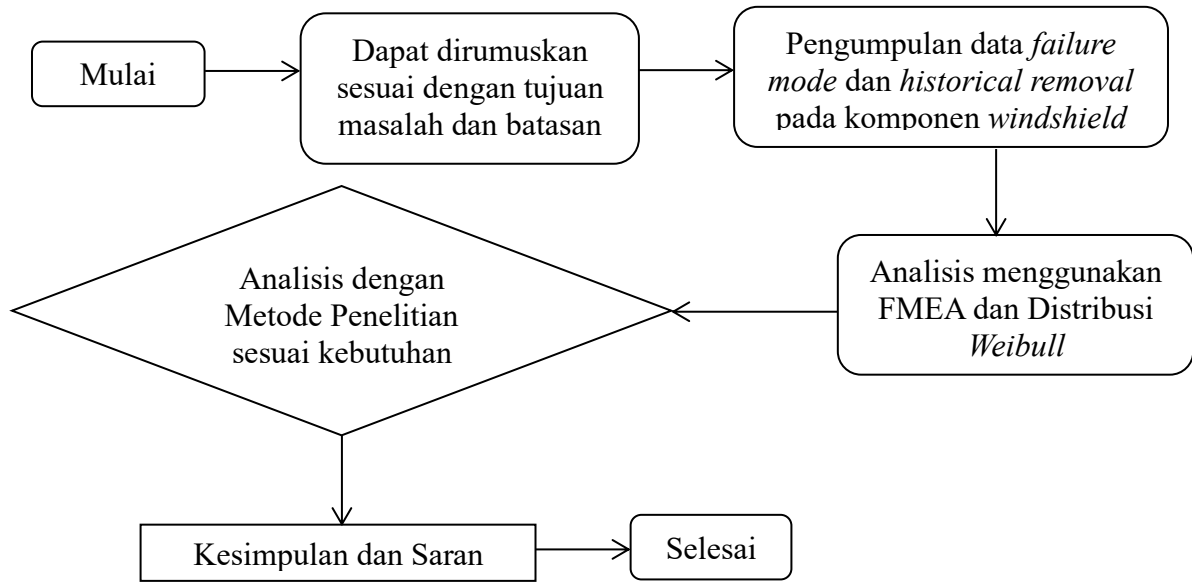 Mulai
Dapat dirumuskan
sesuai dengan tujuan
masalah dan batasan
Pengumpulan data failure
mode dan historical removal
pada komponen windshield
Analisis menggunakan
FMEA dan Distribusi
Weibull
Analisis dengan
Metode Penelitian
sesuai kebutuhan
Kesimpulan dan Saran
Selesai